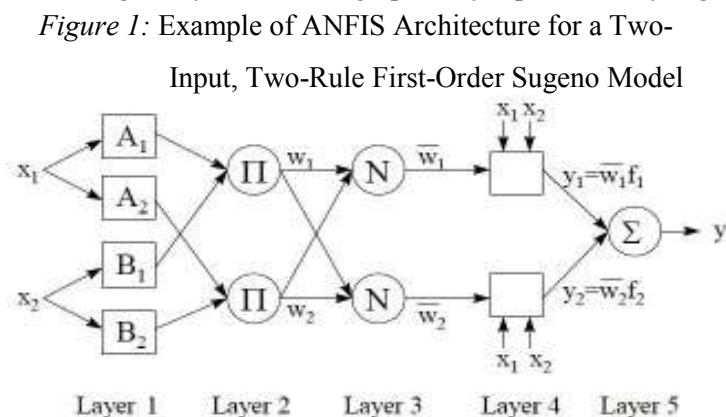 Figure 1: Example of ANFIS Architecture for a Two-
Input, Two-Rule First-Order Sugeno Model
x₁ x₂
A₁
Π w₁ N w̅₁ y₁=w̅₁f₁
x₁
A₂
Σ y
B₁
x₂
Π w₂ N w̅₂ y₂=w̅₂f₂
B₂
x₁ x₂
Layer 1 Layer 2 Layer 3 Layer 4 Layer 5